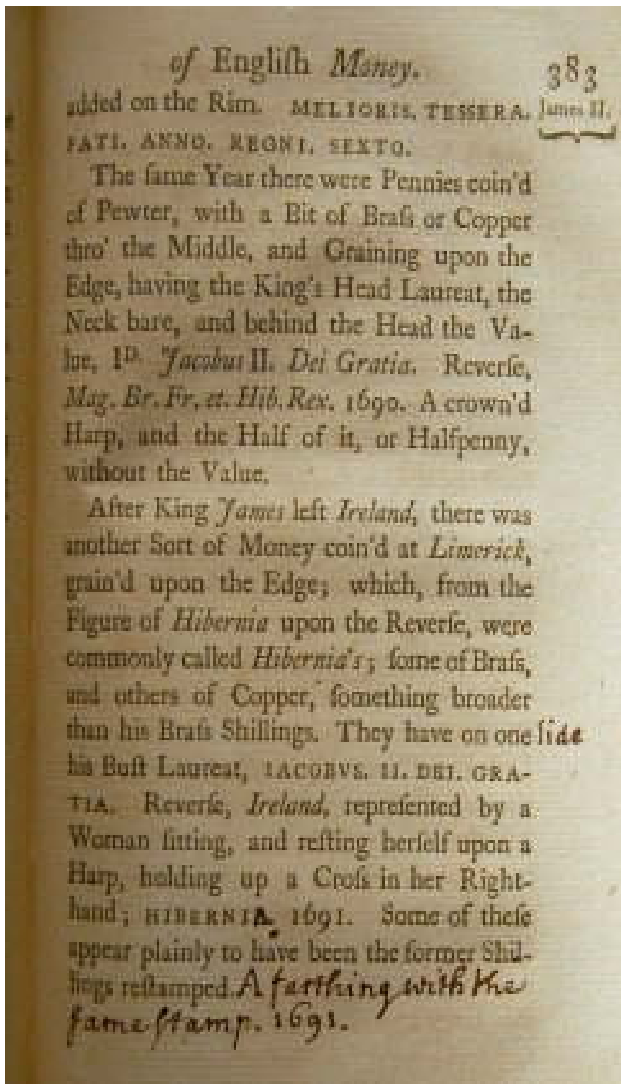 of Engliſh Money.
383
added on the Rim. MELIORIS. TESSERA.
James II.
FATI. ANNO. REGNI. SEXTO.
The ſame Year there were Pennies coin'd
of Pewter, with a Bit of Braſs or Copper
thro' the Middle, and Graining upon the
Edge, having the King's Head Laureat, the
Neck bare, and behind the Head the Va-
lue, ID. Jacobus II. Dei Gratia. Reverſe,
Mag. Br. Fr. et. Hib. Rex. 1690. A crown'd
Harp, and the Half of it, or Halfpenny,
without the Value.
After King James left Ireland, there was
another Sort of Money coin'd at Limerick,
grain'd upon the Edge; which, from the
Figure of Hibernia upon the Reverſe, were
commonly called Hibernia's; ſome of Braſs,
and others of Copper, ſomething broader
than his Braſs Shillings. They have on one ſide
his Buſt Laureat, IACOBVS. II. DEI. GRA-
TIA. Reverſe, Ireland, repreſented by a
Woman ſitting, and reſting herſelf upon a
Harp, holding up a Croſs in her Right-
hand; HIBERNIA. 1691. Some of theſe
appear plainly to have been the former Shil-
lings reſtamped. A farthing with the
ſame ſtamp. 1691.